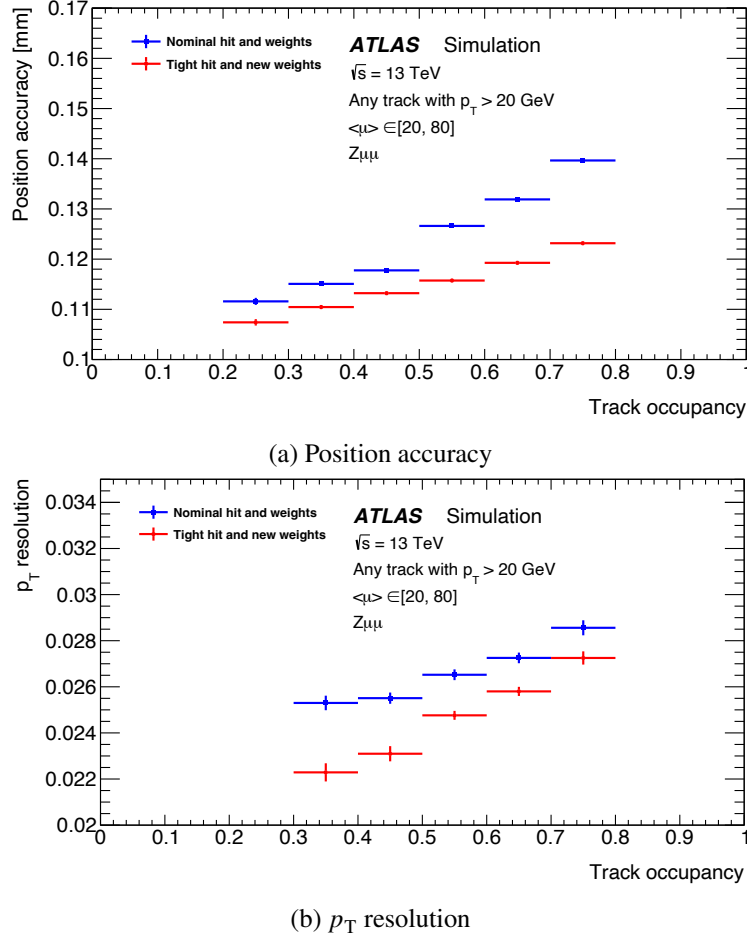 0.17
0.16
0.15
0.14
0.13
0.12
0.11
0.1
Position accuracy [mm]
Nominal hit and weights
Tight hit and new weights
ATLAS Simulation
√s = 13 TeV
Any track with p_T > 20 GeV
<μ> ∈[20, 80]
Zμμ
0 0.1 0.2 0.3 0.4 0.5 0.6 0.7 0.8 0.9 1
Track occupancy
(a) Position accuracy
0.034
0.032
0.03
0.028
0.026
0.024
0.022
0.02
p_T resolution
Nominal hit and weights
Tight hit and new weights
ATLAS Simulation
√s = 13 TeV
Any track with p_T > 20 GeV
<μ> ∈[20, 80]
Zμμ
0 0.1 0.2 0.3 0.4 0.5 0.6 0.7 0.8 0.9 1
Track occupancy
(b) p_T resolution